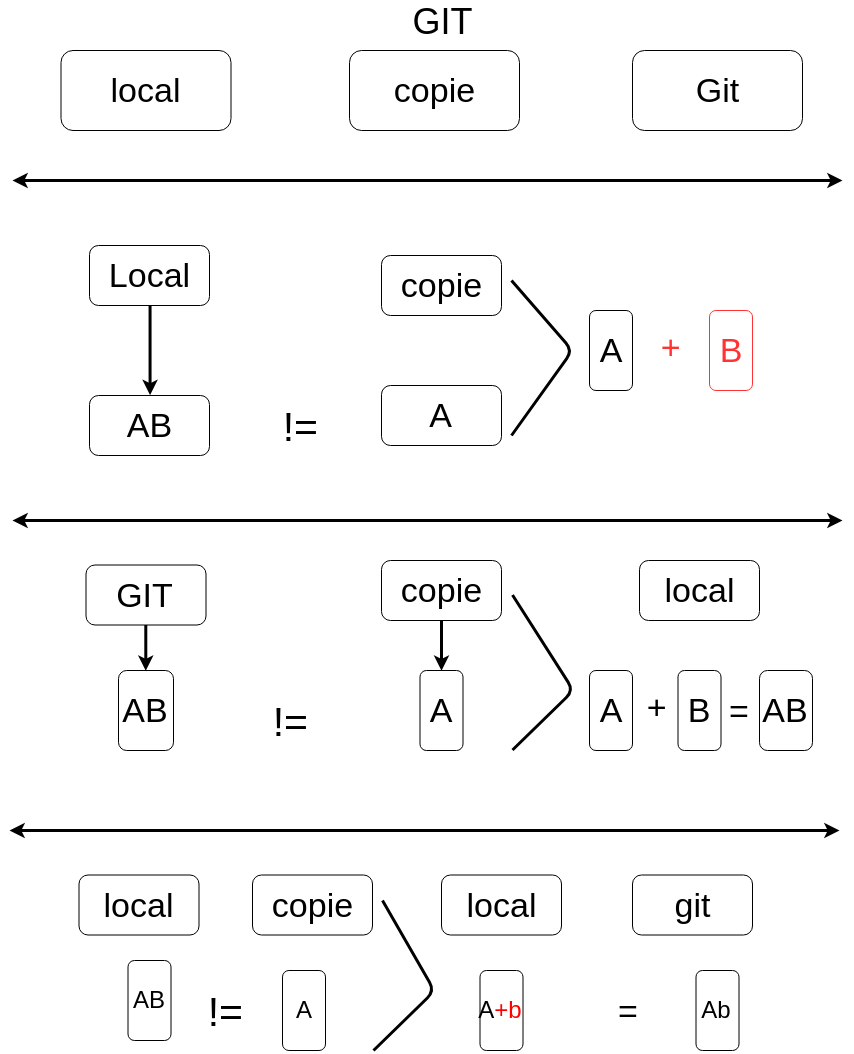 GIT
local copie Git
Local copie
A + B
AB != A
GIT copie local
AB != A A + B = AB
local copie local git
AB != A A+b = Ab